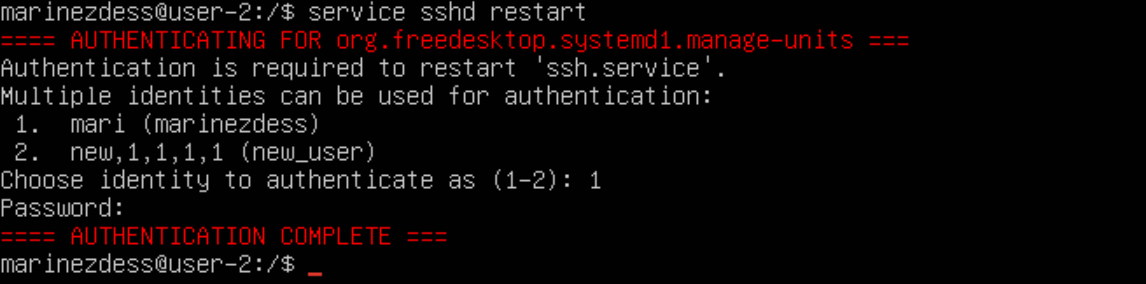 marinezdess@user-2:/$ service sshd restart
==== AUTHENTICATING FOR org.freedesktop.systemd1.manage-units ===
Authentication is required to restart 'ssh.service'.
Multiple identities can be used for authentication:
 1.  mari (marinezdess)
 2.  new,1,1,1,1 (new_user)
Choose identity to authenticate as (1-2): 1
Password:
==== AUTHENTICATION COMPLETE ===
marinezdess@user-2:/$ _